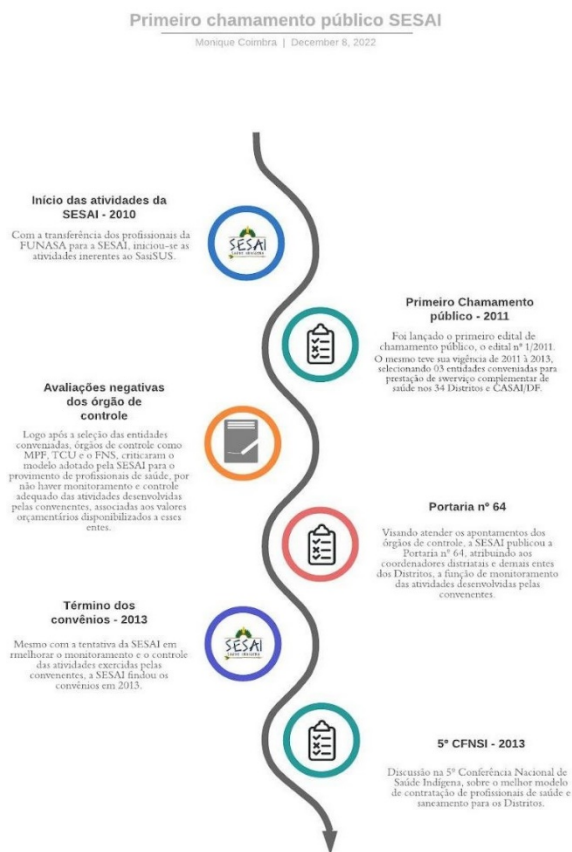 Primeiro chamamento público SESAI
Monique Coimbra | December 8, 2022
Início das atividades da
SESAI - 2010
Com a transferência dos profissionais da
FUNASA para a SESAI, iniciou-se as
atividades inerentes ao SasiSUS.
SESAI
SAÚDE INDÍGENA
Primeiro Chamamento
público - 2011
Foi lançado o primeiro edital de
chamamento público, o edital nº 1/2011.
O mesmo teve sua vigência de 2011 à 2013,
selecionando 03 entidades conveniadas para
prestação de swerviço complementar de
saúde nos 34 Distritos e CASAI/DF.
Avaliações negativas
dos órgão de
controle
Logo após a seleção das entidades
conveniadas, órgãos de controle como
MPF, TCU e o FNS, criticaram o
modelo adotado pela SESAI para o
provimento de profissionais de saúde, por
não haver monitoramento e controle
adequado das atividades desenvolvidas
pelas convenentes, associadas aos valores
orçamentários disponibilizados a esses
entes.
Portaria nº 64
Visando atender os apontamentos dos
órgãos de controle, a SESAI publicou a
Portaria nº 64, atribuindo aos
coordenadores distriatais e demais entes
dos Distritos, a função de monitoramento
das atividades desenvolvidas pelas
convenentes.
Término dos
convênios - 2013
Mesmo com a tentativa da SESAI em
rmelhorar o monitoramento e o controle
das atividades exercidas pelas
convenentes, a SESAI findou os
convênios em 2013.
SESAI
SAÚDE INDÍGENA
5ª CFNSI - 2013
Discussão na 5ª Conferência Nacional de
Saúde Indígena, sobre o melhor modelo
de contratação de profissionais de saúde e
saneamento para os Distritos.